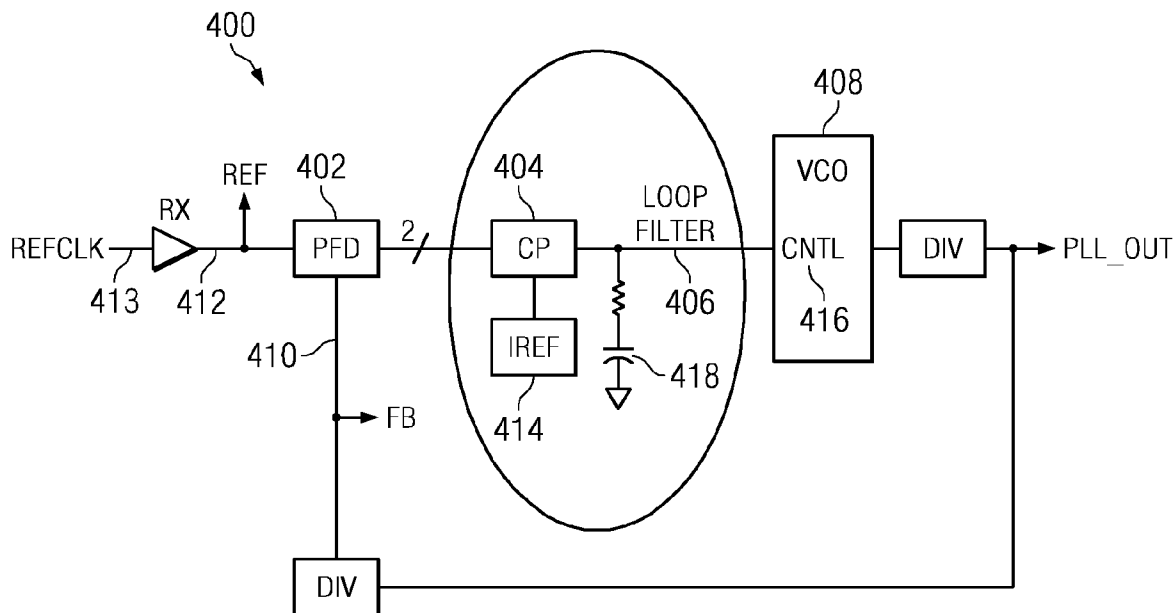 400
408
402
404
REF
VCO
RX
LOOP
FILTER
2
REFCLK
PFD
CP
CNTL
DIV
PLL_OUT
413
412
406
416
410
IREF
418
414
FB
DIV